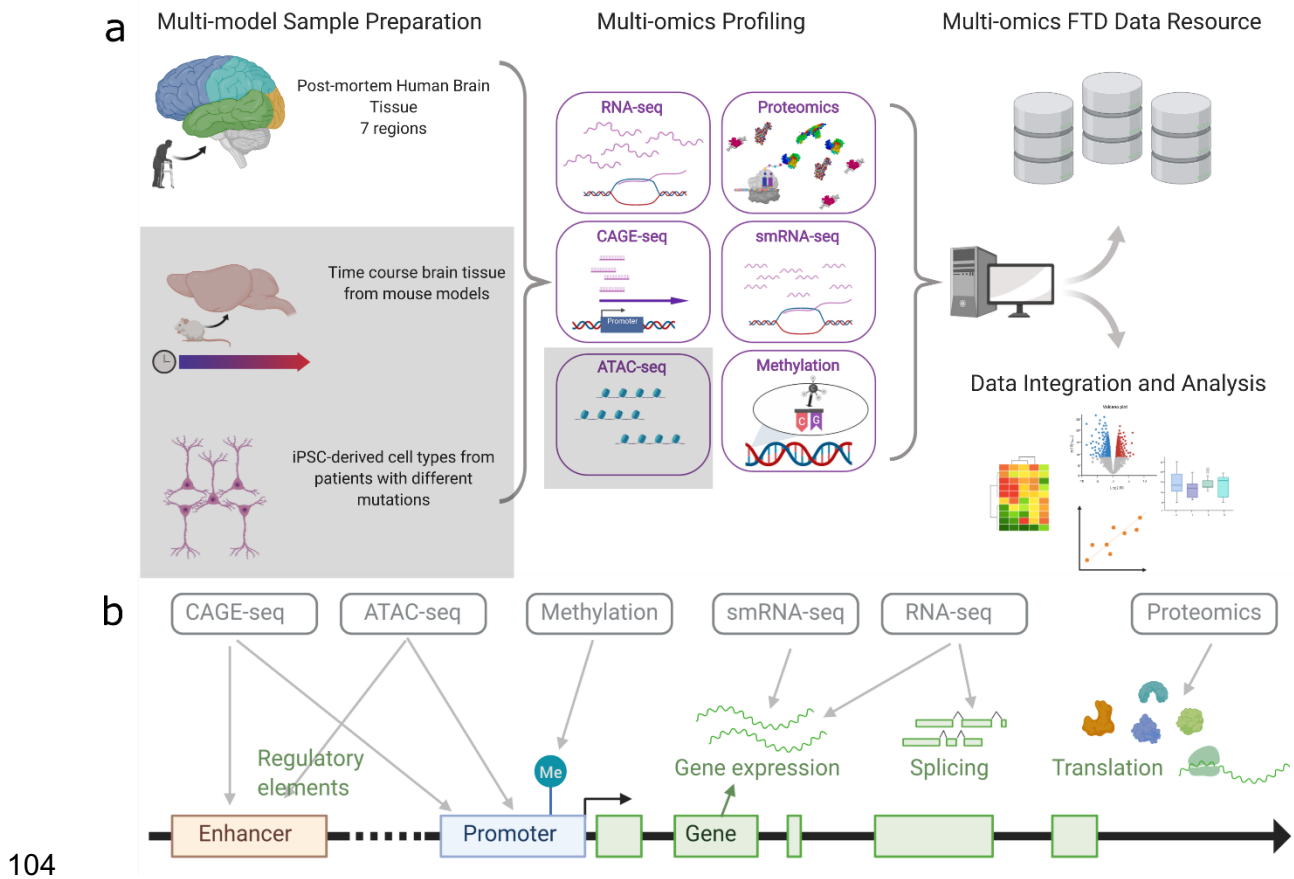 a
Multi-model Sample Preparation
Multi-omics Profiling
Multi-omics FTD Data Resource
Post-mortem Human Brain
Tissue
7 regions
Time course brain tissue
from mouse models
iPSC-derived cell types from
patients with different
mutations
RNA-seq
Proteomics
CAGE-seq
Promoter
smRNA-seq
ATAC-seq
Methylation
C G
Data Integration and Analysis
Volcano plot
b
CAGE-seq
ATAC-seq
Methylation
smRNA-seq
RNA-seq
Proteomics
Regulatory
elements
Me
Gene expression
Splicing
Translation
Enhancer
Promoter
Gene
104